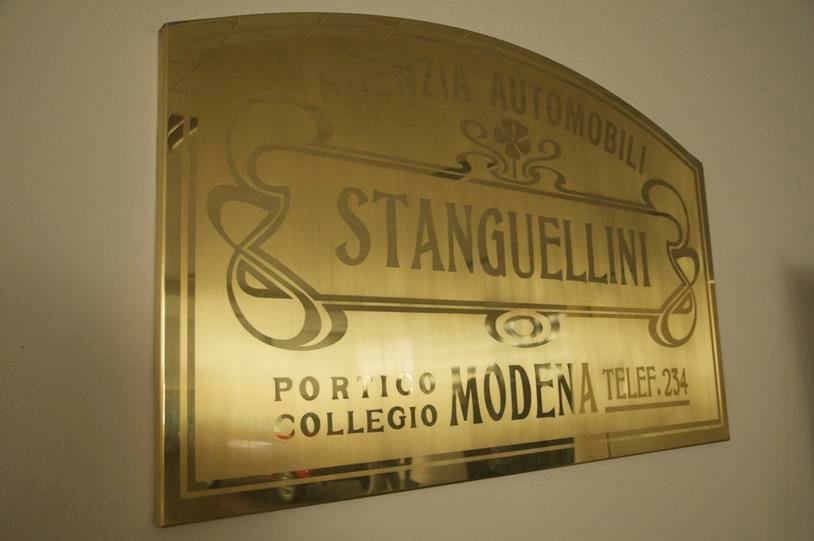 AGENZIA AUTOMOBILI
STANGUELLINI
PORTICO
COLLEGIO
MODENA
TELEF. 234